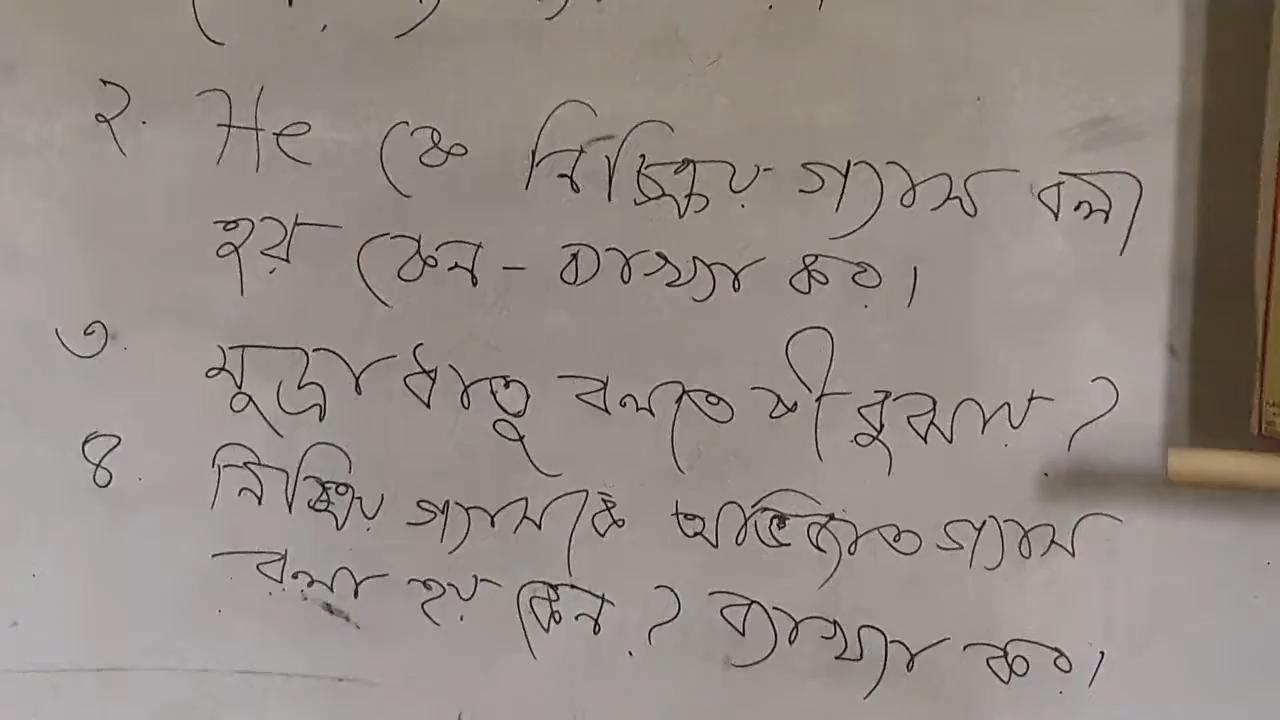 ২. He কে নিষ্ক্রিয় গ্যাস বলা
হয় কেন - ব্যাখ্যা কর।
৩. মুদ্রা ধাতু বলতে কী বুঝায়?
৪. নিষ্ক্রিয় গ্যাসকে অভিজাত গ্যাস
বলা হয় কেন? ব্যাখ্যা কর।